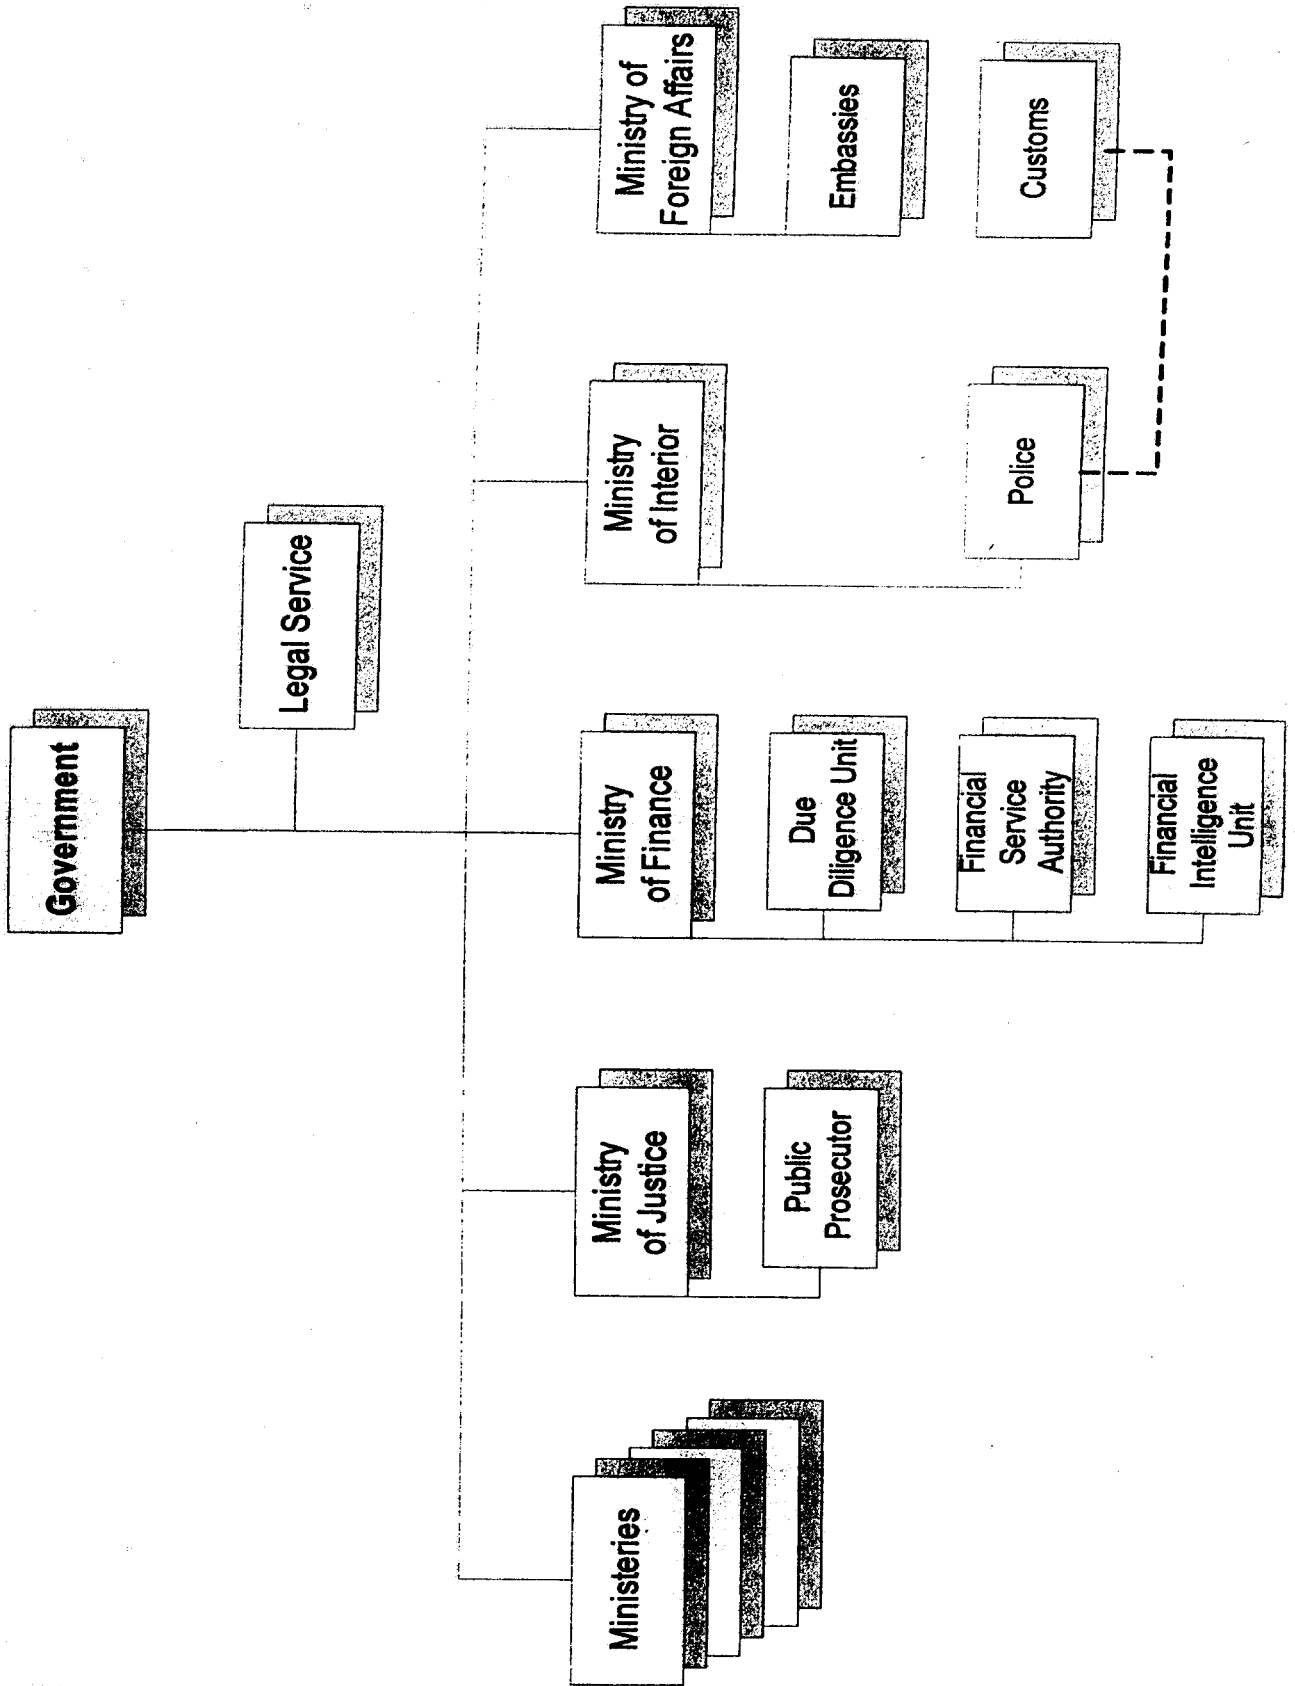 Government
Legal Service
Ministeries
Ministry
of Justice
Ministry
of Finance
Ministry
of Interior
Ministry of
Foreign Affairs
Public
Prosecutor
Due
Diligence Unit
Embassies
Financial
Service
Authority
Police
Customs
Financial
Intelligence
Unit